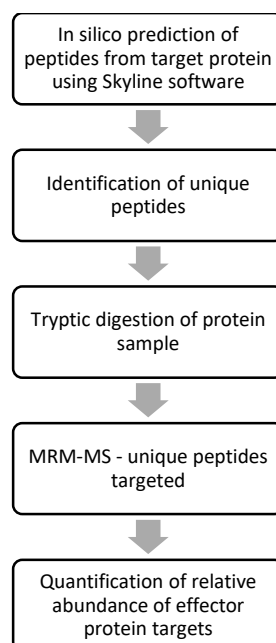 In silico prediction of
peptides from target protein
using Skyline software
Identification of unique
peptides
Tryptic digestion of protein
sample
MRM-MS - unique peptides
targeted
Quantification of relative
abundance of effector
protein targets